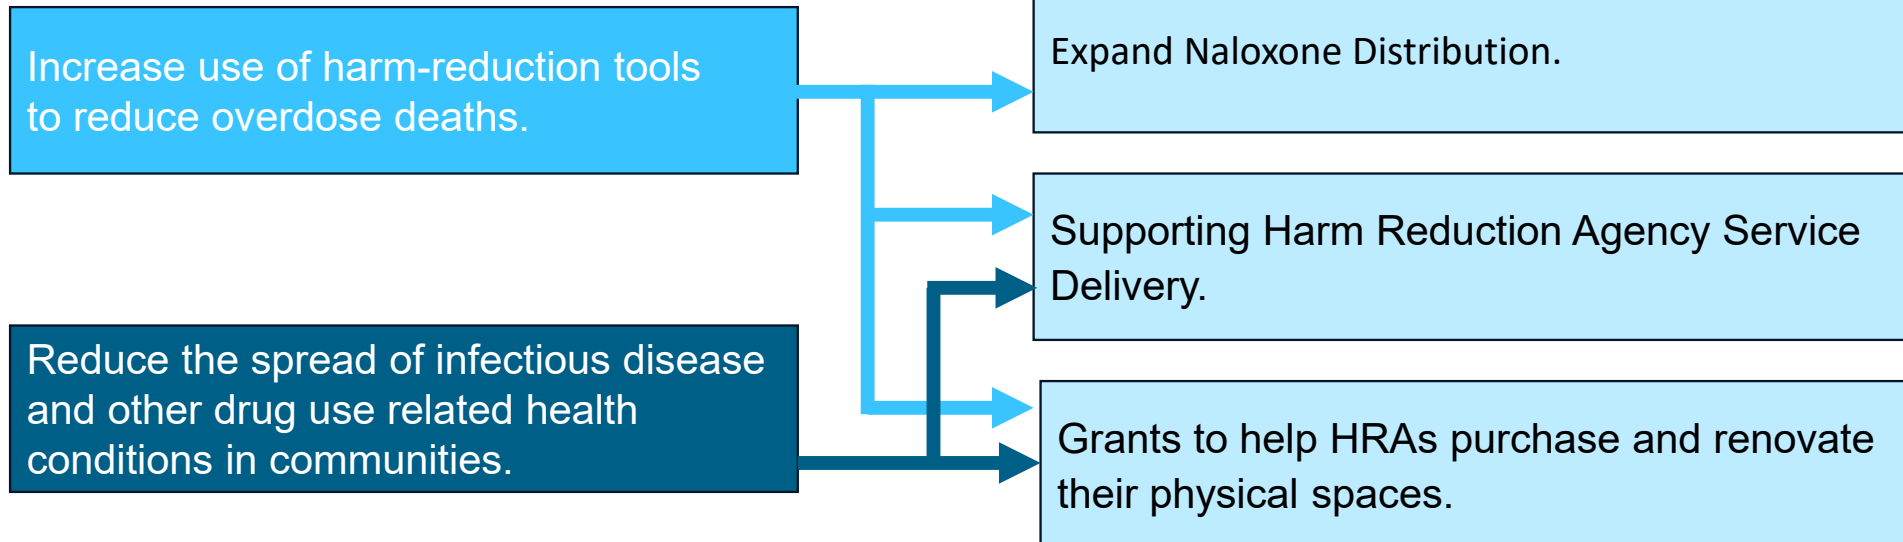 Increase use of harm-reduction tools
to reduce overdose deaths.
Reduce the spread of infectious disease
and other drug use related health
conditions in communities.
Expand Naloxone Distribution.
Supporting Harm Reduction Agency Service
Delivery.
Grants to help HRAs purchase and renovate
their physical spaces.